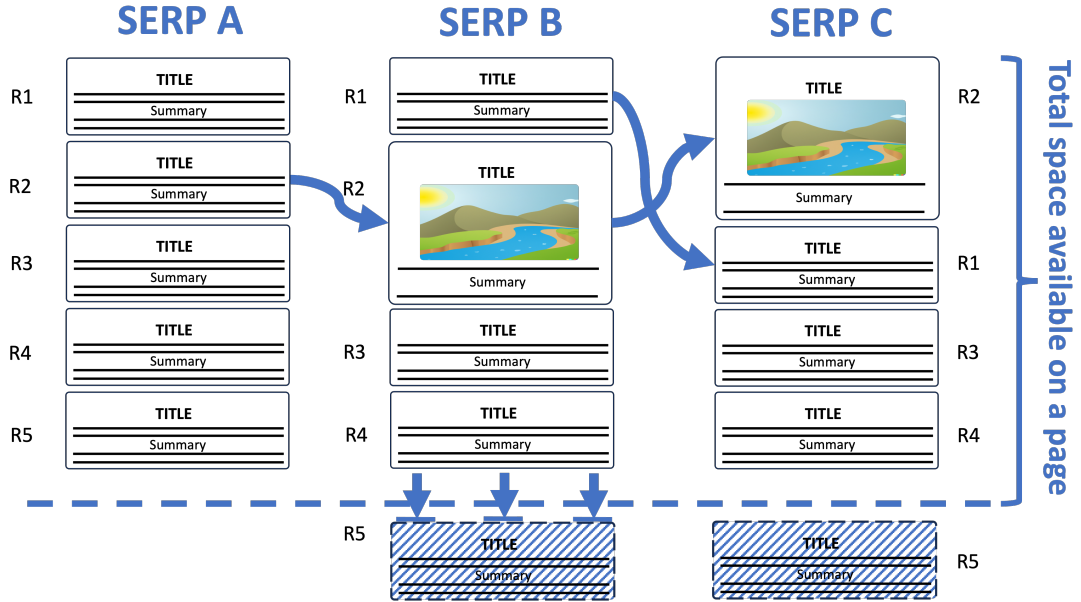 SERP A
SERP B
SERP C
R1
TITLE
Summary
R2
TITLE
Summary
R3
TITLE
Summary
R4
TITLE
Summary
R5
TITLE
Summary
R1
TITLE
Summary
R2
TITLE
Summary
R3
TITLE
Summary
R4
TITLE
Summary
R5
TITLE
Summary
TITLE
Summary
R2
TITLE
Summary
R1
TITLE
Summary
R3
TITLE
Summary
R4
TITLE
Summary
R5
Total space available on a page